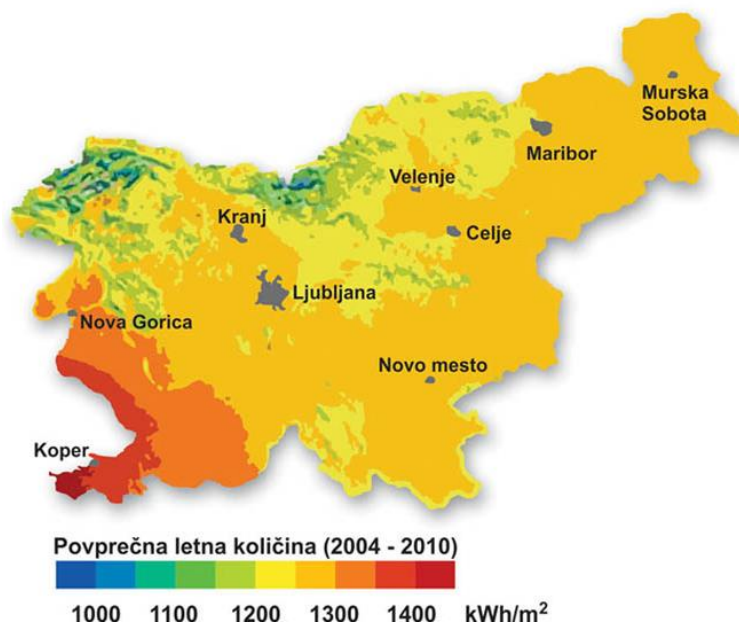 Murska
Sobota
Maribor
Velenje
Kranj
Celje
Ljubljana
Nova Gorica
Novo mesto
Koper
Povprečna letna količina (2004 - 2010)
1000 1100 1200 1300 1400 kWh/m²